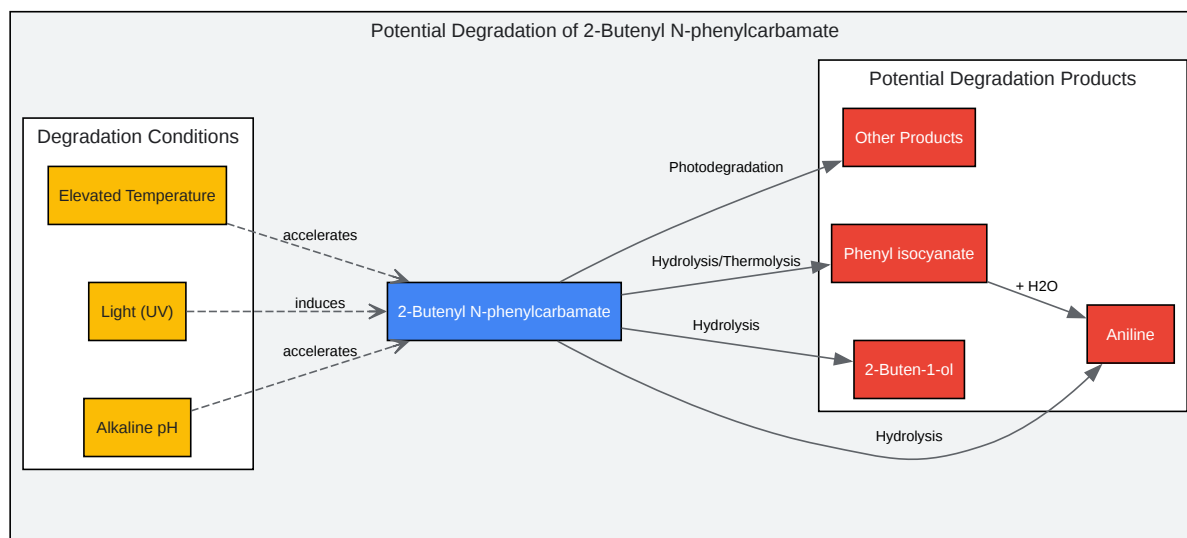 Potential Degradation of 2-Butenyl N-phenylcarbamate
Degradation Conditions
Elevated Temperature
Light (UV)
Alkaline pH
accelerates
induces
accelerates
2-Butenyl N-phenylcarbamate
Photodegradation
Hydrolysis/Thermolysis
Hydrolysis
Hydrolysis
Potential Degradation Products
Other Products
Phenyl isocyanate
+ H2O
Aniline
2-Buten-1-ol